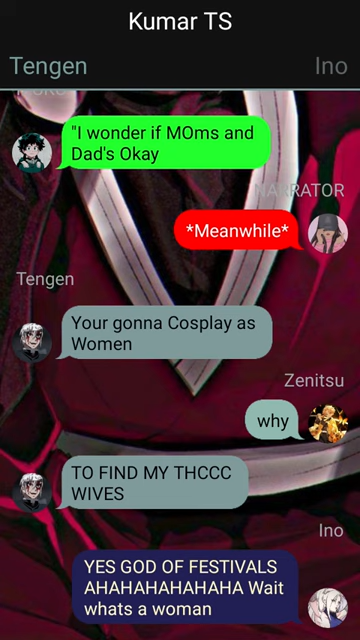 Kumar TS
Tengen
Ino
"I wonder if MOms and
Dad's Okay
NARRATOR
*Meanwhile*
Tengen
Your gonna Cosplay as
Women
Zenitsu
why
TO FIND MY THCCC
WIVES
Ino
YES GOD OF FESTIVALS
AHAHAHAHAHAHA Wait
whats a woman